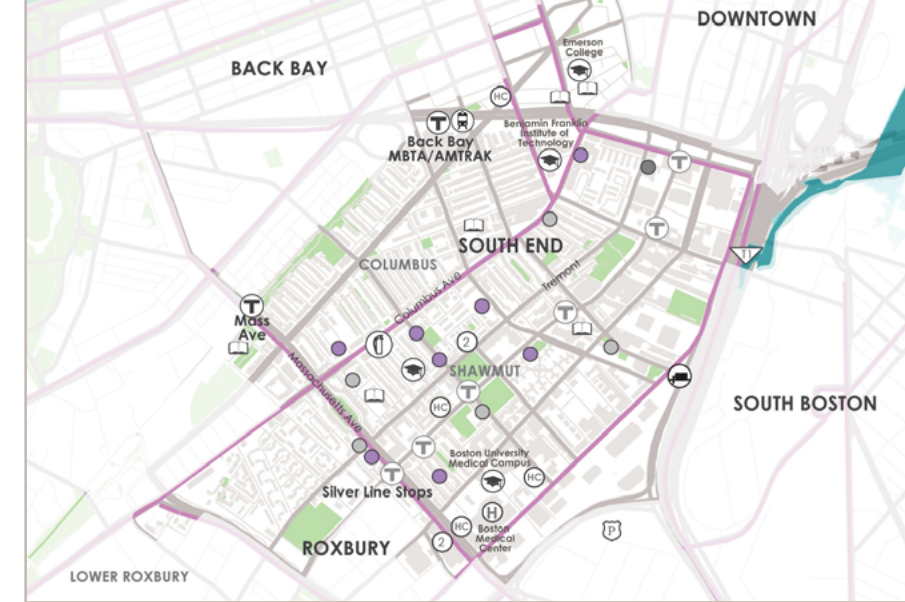 DOWNTOWN
Emerson
College
BACK BAY
HC
T
Back Bay
MBTA/AMTRAK
Benjamin Franklin
Institute of
Technology
T
T
SOUTH END
T1
COLUMBUS
Tremont
Columbus Ave
T
Mass
Ave
T
2
SHAWMUT
T
Massachusetts Ave
HC
SOUTH BOSTON
T
Boston University
Medical Campus
T
HC
Silver Line Stops
H
HC
Boston
Medical
Center
P
2
ROXBURY
LOWER ROXBURY